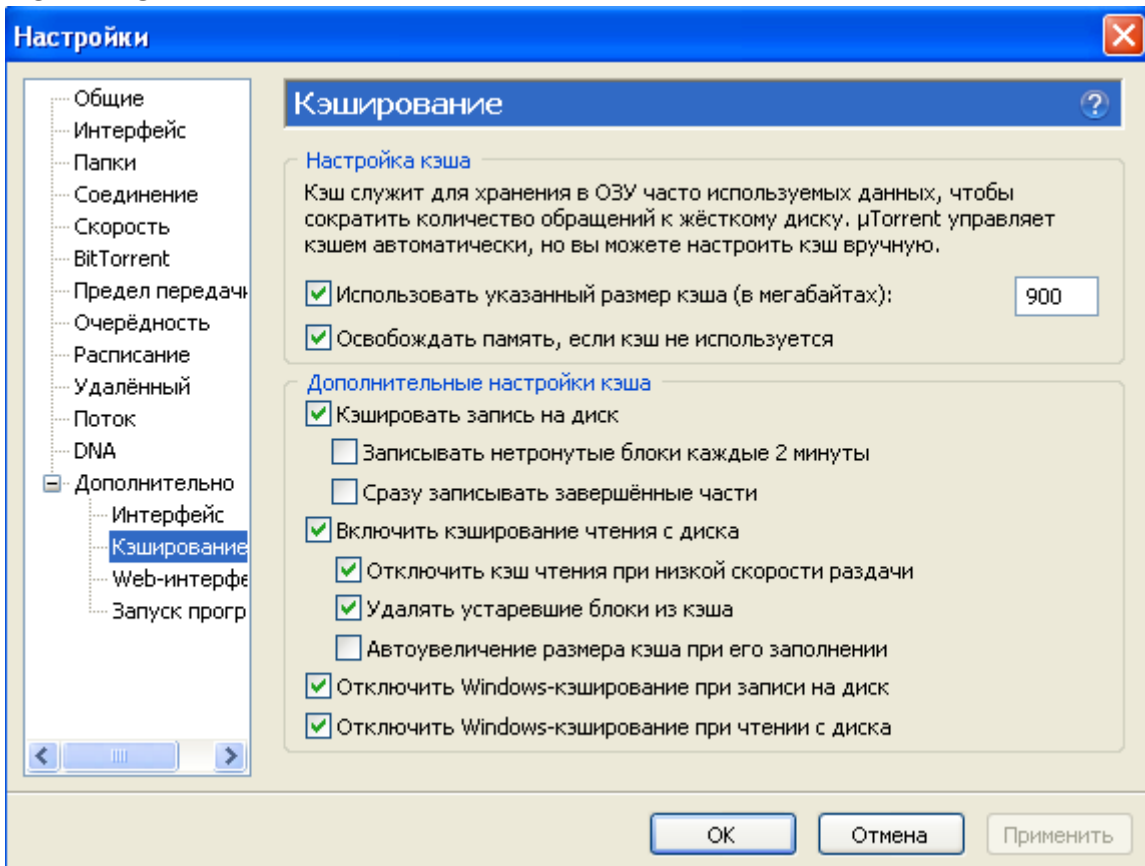 Настройки
Общие
Интерфейс
Папки
Соединение
Скорость
BitTorrent
Предел передачи
Очерёдность
Расписание
Удалённый
Поток
DNA
Дополнительно
Интерфейс
Кэширование
Web-интерфе
Запуск прогр
Кэширование
Настройка кэша
Кэш служит для хранения в ОЗУ часто используемых данных, чтобы
сократить количество обращений к жёсткому диску. µTorrent управляет
кэшем автоматически, но вы можете настроить кэш вручную.
Использовать указанный размер кэша (в мегабайтах): 900
Освобождать память, если кэш не используется
Дополнительные настройки кэша
Кэшировать запись на диск
Записывать нетронутые блоки каждые 2 минуты
Сразу записывать завершённые части
Включить кэширование чтения с диска
Отключить кэш чтения при низкой скорости раздачи
Удалять устаревшие блоки из кэша
Автоувеличение размера кэша при его заполнении
Отключить Windows-кэширование при записи на диск
Отключить Windows-кэширование при чтении с диска
ОК
Отмена
Применить